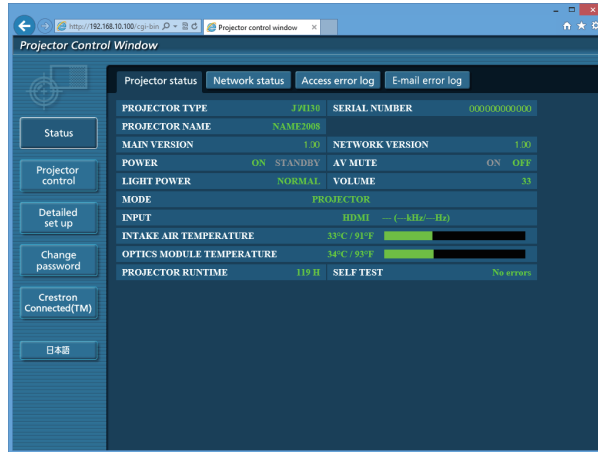 http://192.168.10.100/cgi-bin
Projector control window
Projector Control Window
Projector status Network status Access error log E-mail error log
PROJECTOR TYPE SERIAL NUMBER 000000000000
PROJECTOR NAME NAME2008
MAIN VERSION 1.00 NETWORK VERSION 1.00
POWER ON STANDBY AV MUTE ON OFF
LIGHT POWER NORMAL VOLUME 33
MODE PROJECTOR
INPUT HDMI — (—kHz/—Hz)
INTAKE AIR TEMPERATURE 33°C / 91°F
OPTICS MODULE TEMPERATURE 34°C / 93°F
PROJECTOR RUNTIME 119 H SELF TEST No errors
Status
Projector
control
Detailed
set up
Change
password
Crestron
Connected(TM)
日本語